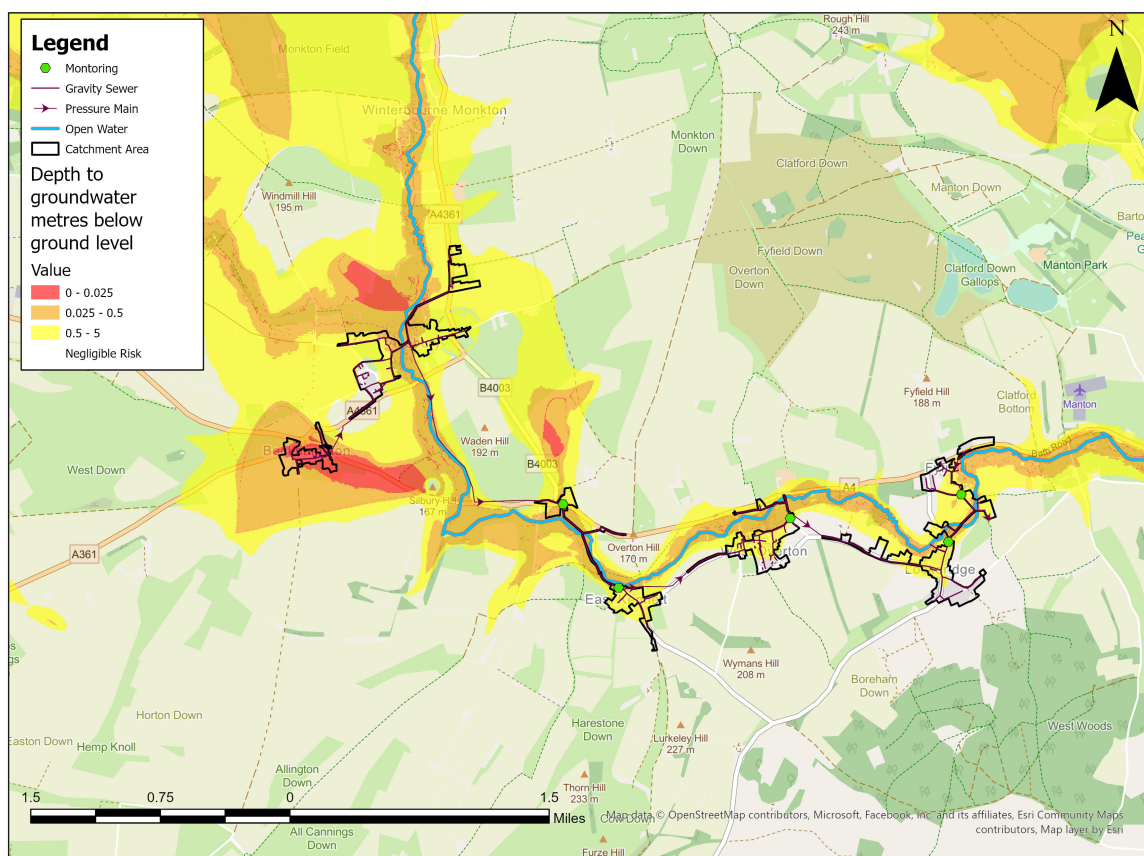 Legend
Montoring
Gravity Sewer
Pressure Main
Open Water
Catchment Area
Depth to
groundwater
metres below
ground level
Value
0 - 0.025
0.025 - 0.5
0.5 - 5
Negligible Risk
Rough Hill
243 m
N
Monkton Field
Winterbourne Monkton
Monkton
Down
Clatford Down
Manton Down
Windmill Hill
195 m
A4361
Fyfield Down
Overton
Down
Clatford Down
Gallops
Manton Park
B4003
A4361
Fyfield Hill
188 m
Clatford
Bottom
Manton
Waden Hill
192 m
West Down
B4003
Bath Road
Silbury Hill
167 m
A4
A361
Overton Hill
170 m
Wymans Hill
208 m
Boreham
Down
West Woods
Horton Down
Easton Down
Hemp Knoll
Harestone
Down
Lurkeley Hill
227 m
Allington
Down
Thorn Hill
233 m
All Cannings
Down
Furze Hill
1.5
0.75
0
1.5
Miles
Map data © OpenStreetMap contributors, Microsoft, Facebook, Inc. and its affiliates, Esri Community Maps
contributors, Map layer by Esri